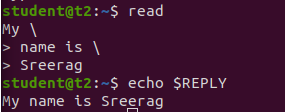 student@t2:~$ read
My \
> name is \
> Sreerag
student@t2:~$ echo $REPLY
My name is Sreerag